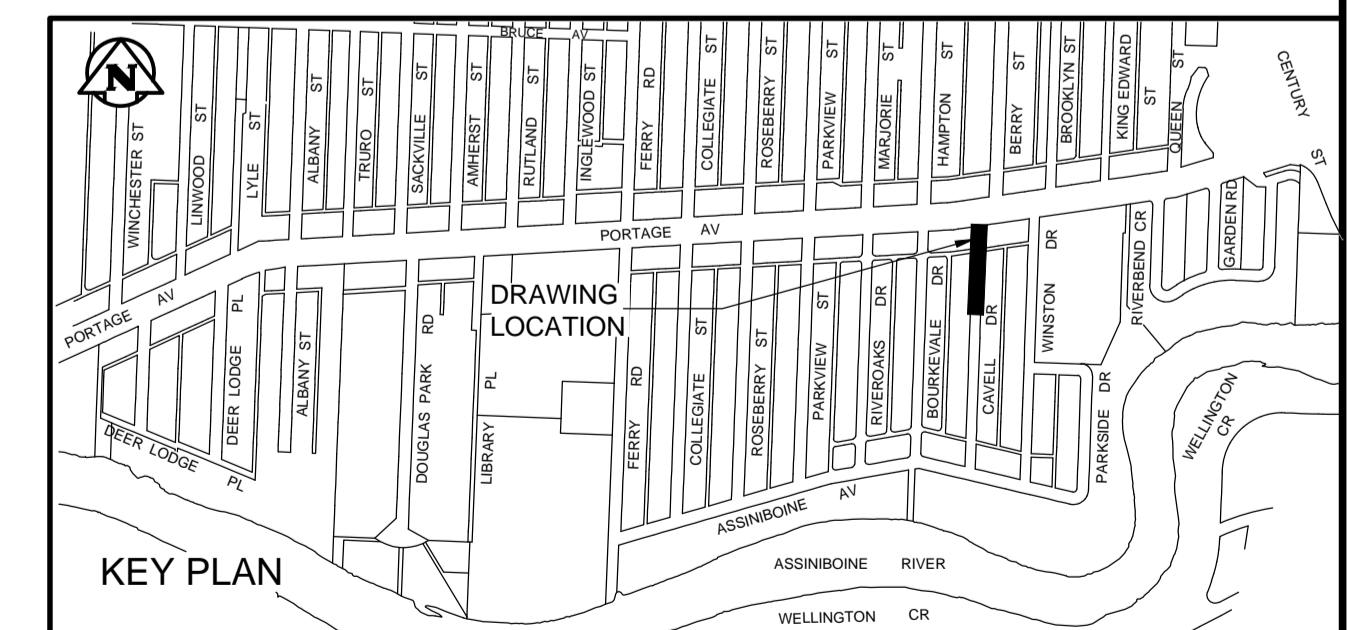 BRUCE AV
N
WINCHESTER ST
LINWOOD ST
LYLE ST
ALBANY ST
TRURO ST
SACKVILLE ST
AMHERST ST
RUTLAND ST
INGLEWOOD ST
FERRY RD
COLLEGIATE ST
ROSEBERRY ST
PARKVIEW ST
MARJORIE ST
HAMPTON ST
BERRY ST
BROOKLYN ST
KING EDWARD ST
QUEEN ST
CENTURY ST
PORTAGE AV
PORTAGE AV
DRAWING
LOCATION
DEER LODGE PL
DEER LODGE PL
ALBANY ST
DOUGLAS PARK RD
LIBRARY PL
FERRY RD
COLLEGIATE ST
ROSEBERRY ST
PARKVIEW ST
RIVEROAKS DR
BOURKEVALE DR
CAVELL DR
WINSTON DR
PARKSIDE DR
RIVERBEND CR
GARDEN RD
WELLINGTON
CR
ASSINIBOINE AV
ASSINIBOINE RIVER
WELLINGTON CR
KEY PLAN